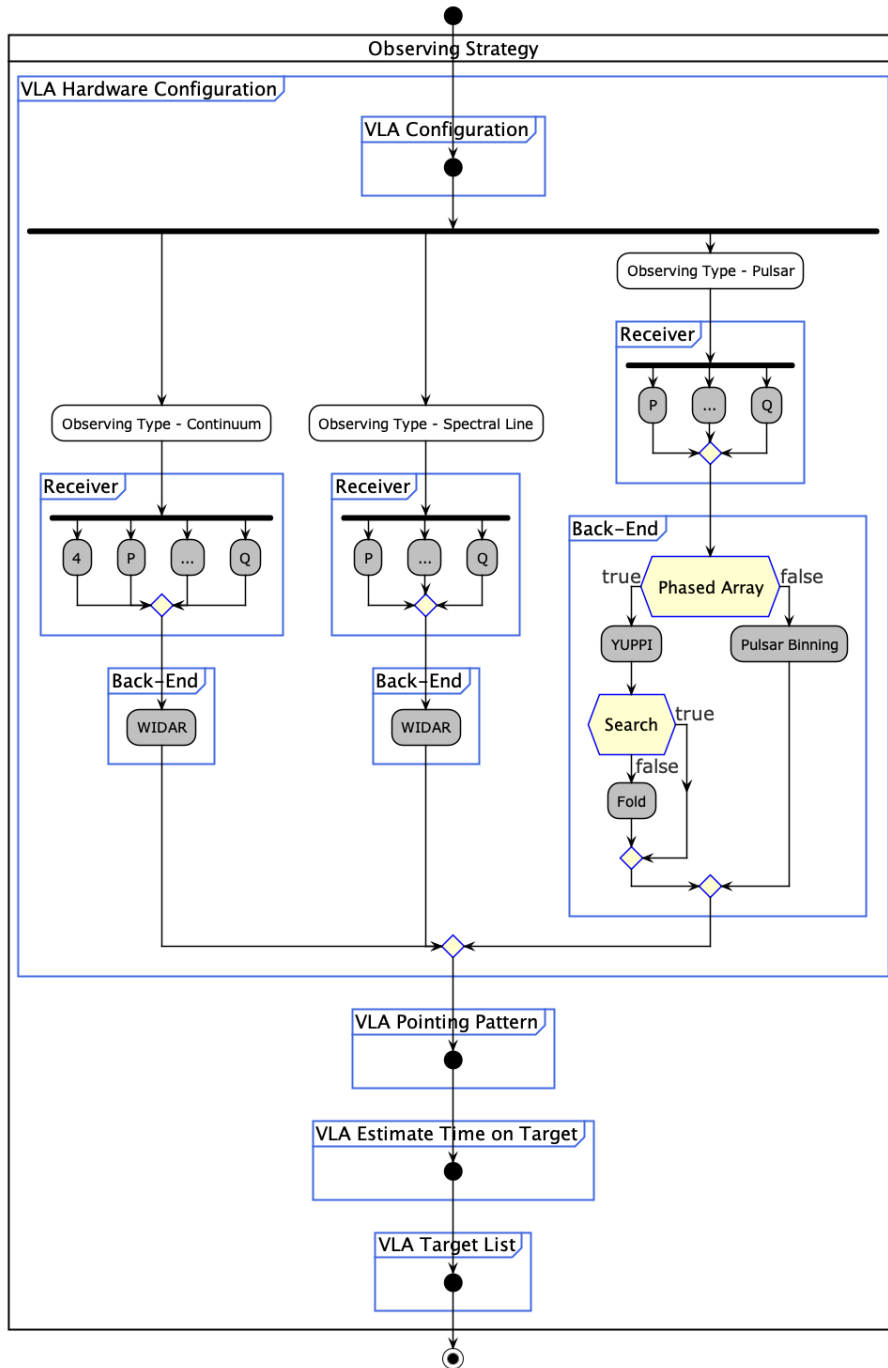 Observing Strategy
VLA Hardware Configuration
VLA Configuration
Observing Type - Pulsar
Receiver
P
...
Q
Observing Type - Continuum
Observing Type - Spectral Line
Receiver
4
P
...
Q
Receiver
P
...
Q
Back-End
Phased Array
true
false
YUPPI
Pulsar Binning
Search
true
false
Fold
Back-End
WIDAR
Back-End
WIDAR
VLA Pointing Pattern
VLA Estimate Time on Target
VLA Target List